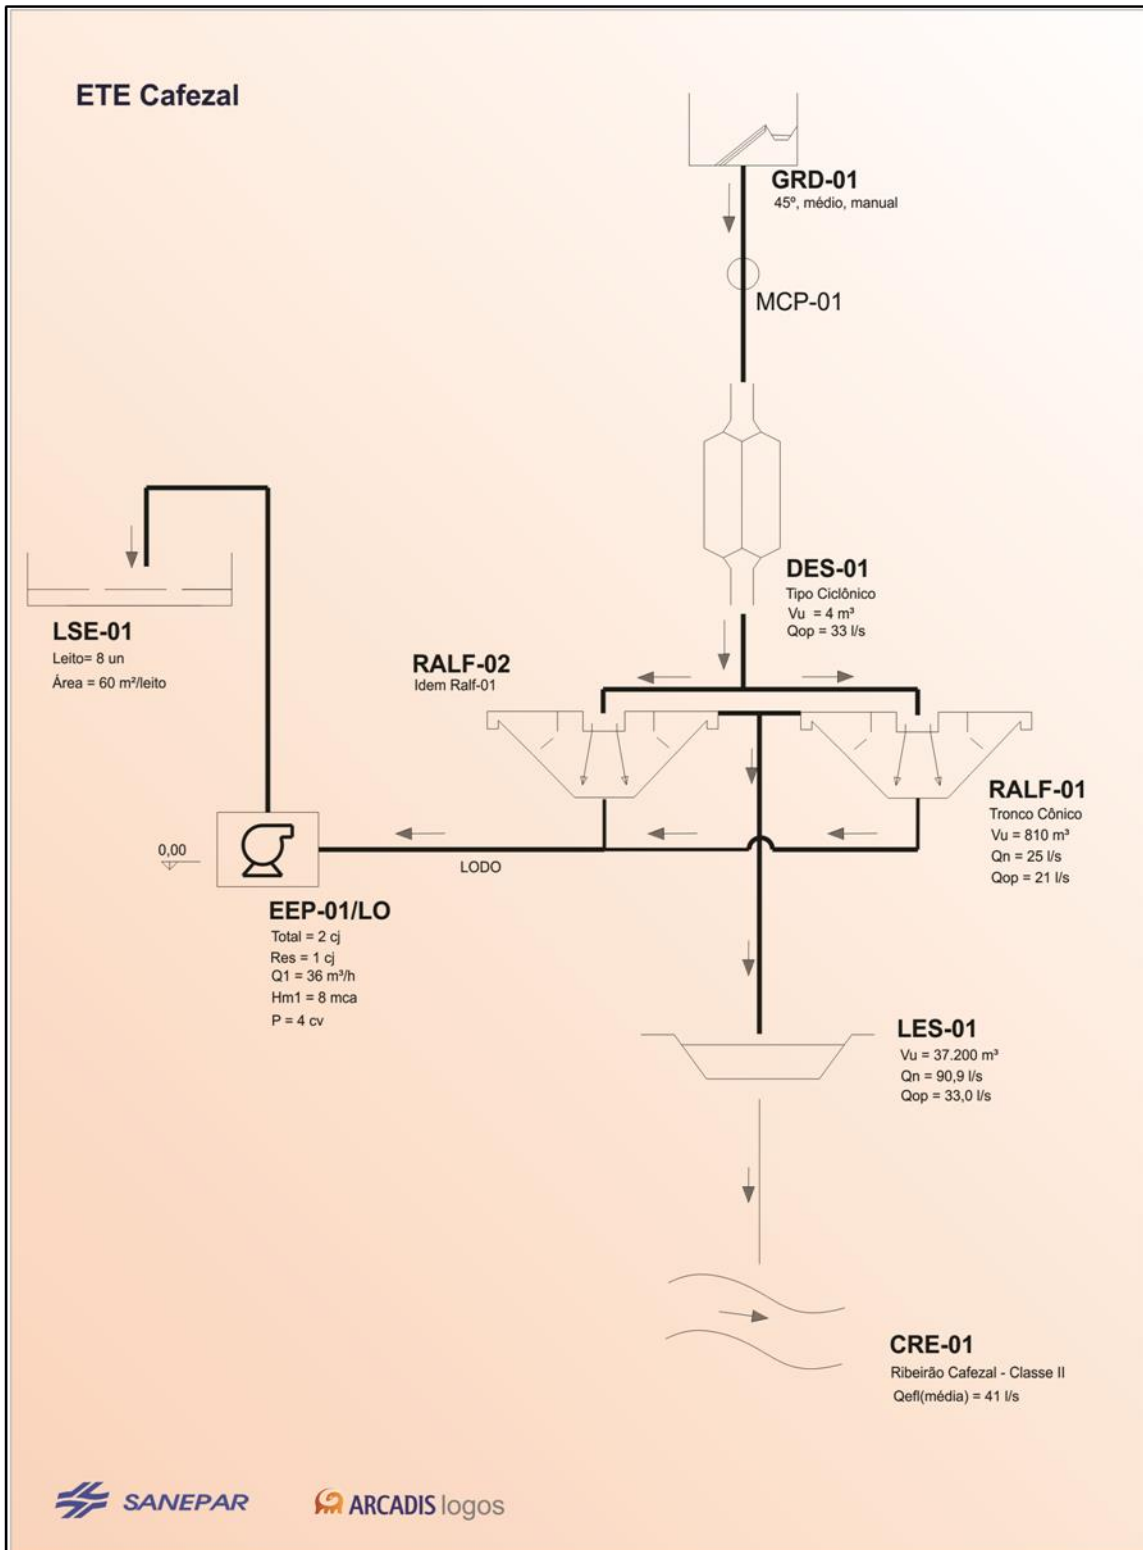 ETE Cafezal
GRD-01
45º, médio, manual
MCP-01
DES-01
Tipo Ciclônico
Vu = 4 m³
Qop = 33 l/s
LSE-01
Leito= 8 un
Área = 60 m²/leito
RALF-02
Idem Ralf-01
RALF-01
Tronco Cônico
Vu = 810 m³
Qn = 25 l/s
Qop = 21 l/s
0,00
LODO
EEP-01/LO
Total = 2 cj
Res = 1 cj
Q1 = 36 m³/h
Hm1 = 8 mca
P = 4 cv
LES-01
Vu = 37.200 m³
Qn = 90,9 l/s
Qop = 33,0 l/s
CRE-01
Ribeirão Cafezal - Classe II
Qefl(média) = 41 l/s
SANEPAR
ARCADIS logos